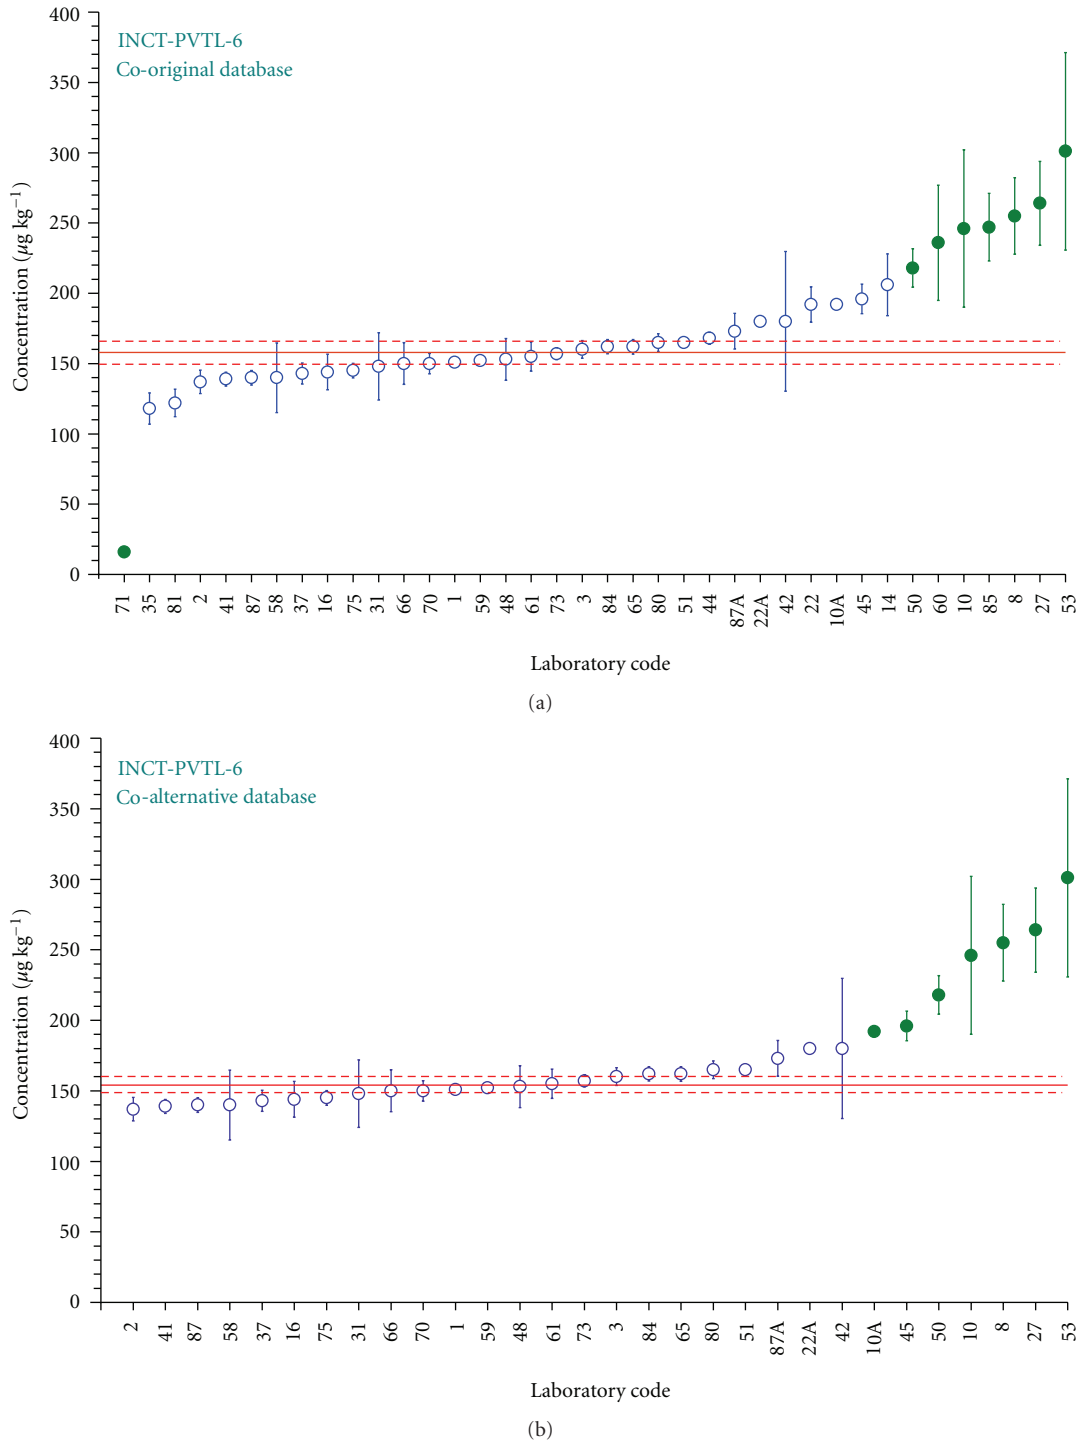 INCT-PVTL-6
Co-original database
Concentration (μg kg−1)
400
350
300
250
200
150
100
50
0
71 35 81 2 41 87 58 37 16 75 31 66 70 1 59 48 61 73 3 84 65 80 51 44 87A 22A 42 22 10A 45 14 50 60 10 85 8 27 53
Laboratory code
(a)
INCT-PVTL-6
Co-alternative database
Concentration (μg kg−1)
400
350
300
250
200
150
100
50
0
2 41 87 58 37 16 75 31 66 70 1 59 48 61 73 3 84 65 80 51 87A 22A 42 10A 45 50 10 8 27 53
Laboratory code
(b)